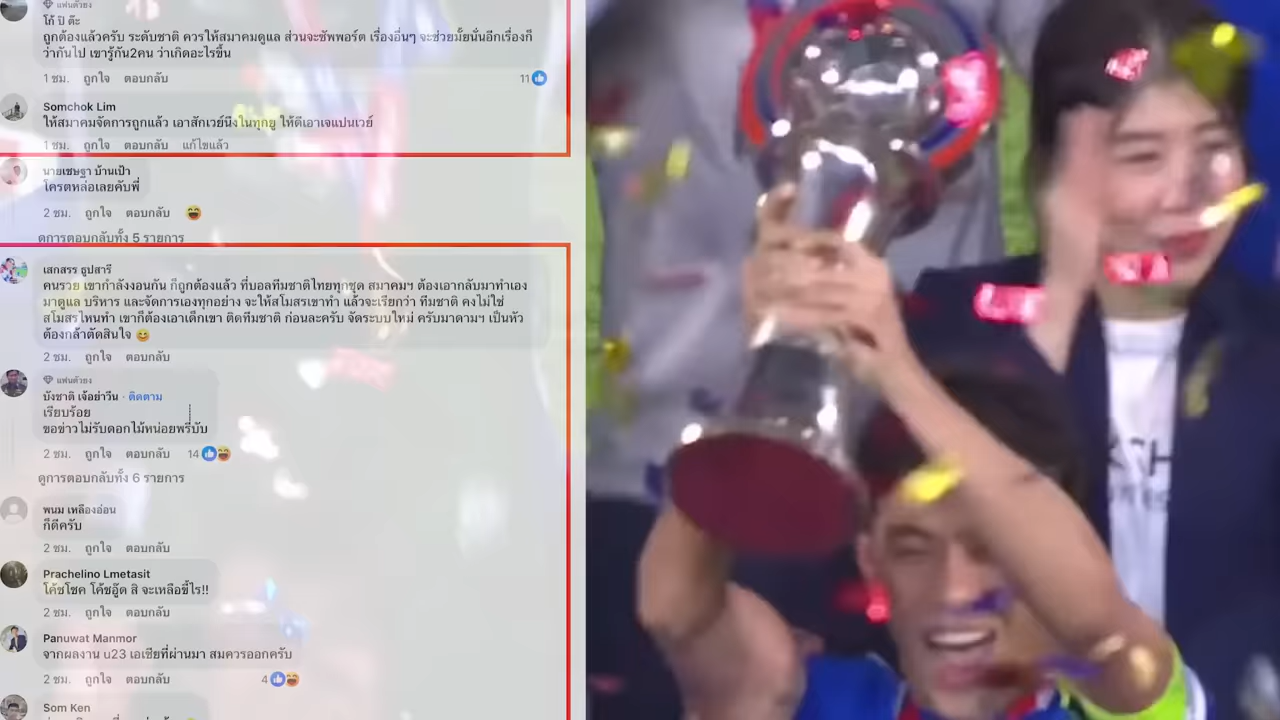 แฟนตัวยง
โก้ ป๊ ต๊ะ
ถูกต้องแล้วครับ ระดับชาติ ควรให้สมาคมดูแล ส่วนจะซัพพอร์ต เรื่องอื่นๆ จะช่วยมั้ยนั่นอีกเรื่องก็
ว่ากันไป เขารู้กัน2คน ว่าเกิดอะไรขึ้น
1 ชม. ถูกใจ ตอบกลับ 11
Somchok Lim
ให้สมาคมจัดการถูกแล้ว เอาสักเวย์นึงในทุกยู ให้ดีเอาเจแปนเวย์
1 ชม. ถูกใจ ตอบกลับ แก้ไขแล้ว
นายเชษฐา บ้านเป้า
โครตหล่อเลยคับพี่
2 ชม. ถูกใจ ตอบกลับ
ดูการตอบกลับทั้ง 5 รายการ
เสกสรร ธูปสารี
คนรวย เขากำลังงอนกัน ก็ถูกต้องแล้ว ที่บอลทีมชาติไทยทุกชุด สมาคมฯ ต้องเอากลับมาทำเอง
มาดูแล บริหาร และจัดการเองทุกอย่าง จะให้สโมสรเขาทำ แล้วจะเรียกว่า ทีมชาติ คงไม่ใช่
สโมสรไหนทำ เขาก็ต้องเอาเด็กเขา ติดทีมชาติ ก่อนละครับ จัดระบบใหม่ ครับมาดามฯ เป็นหัว
ต้องกล้าตัดสินใจ
2 ชม. ถูกใจ ตอบกลับ
แฟนตัวยง
บังชาติ เจ้อย่าวีน · ติดตาม
เรียบร้อย
ขอข่าวไม่รับดอกไม้หน่อยพรี่บับ
2 ชม. ถูกใจ ตอบกลับ 14
ดูการตอบกลับทั้ง 6 รายการ
พนม เหลืองอ่อน
ก็ดีครับ
2 ชม. ถูกใจ ตอบกลับ
Prachelino Lmetasit
โค้ชโชค โค้ชอู๊ด สิ จะเหลือขี้ไร!!
2 ชม. ถูกใจ ตอบกลับ
Panuwat Manmor
จากผลงาน u23 เอเชียที่ผ่านมา สมควรออกครับ
2 ชม. ถูกใจ ตอบกลับ 4
Som Ken